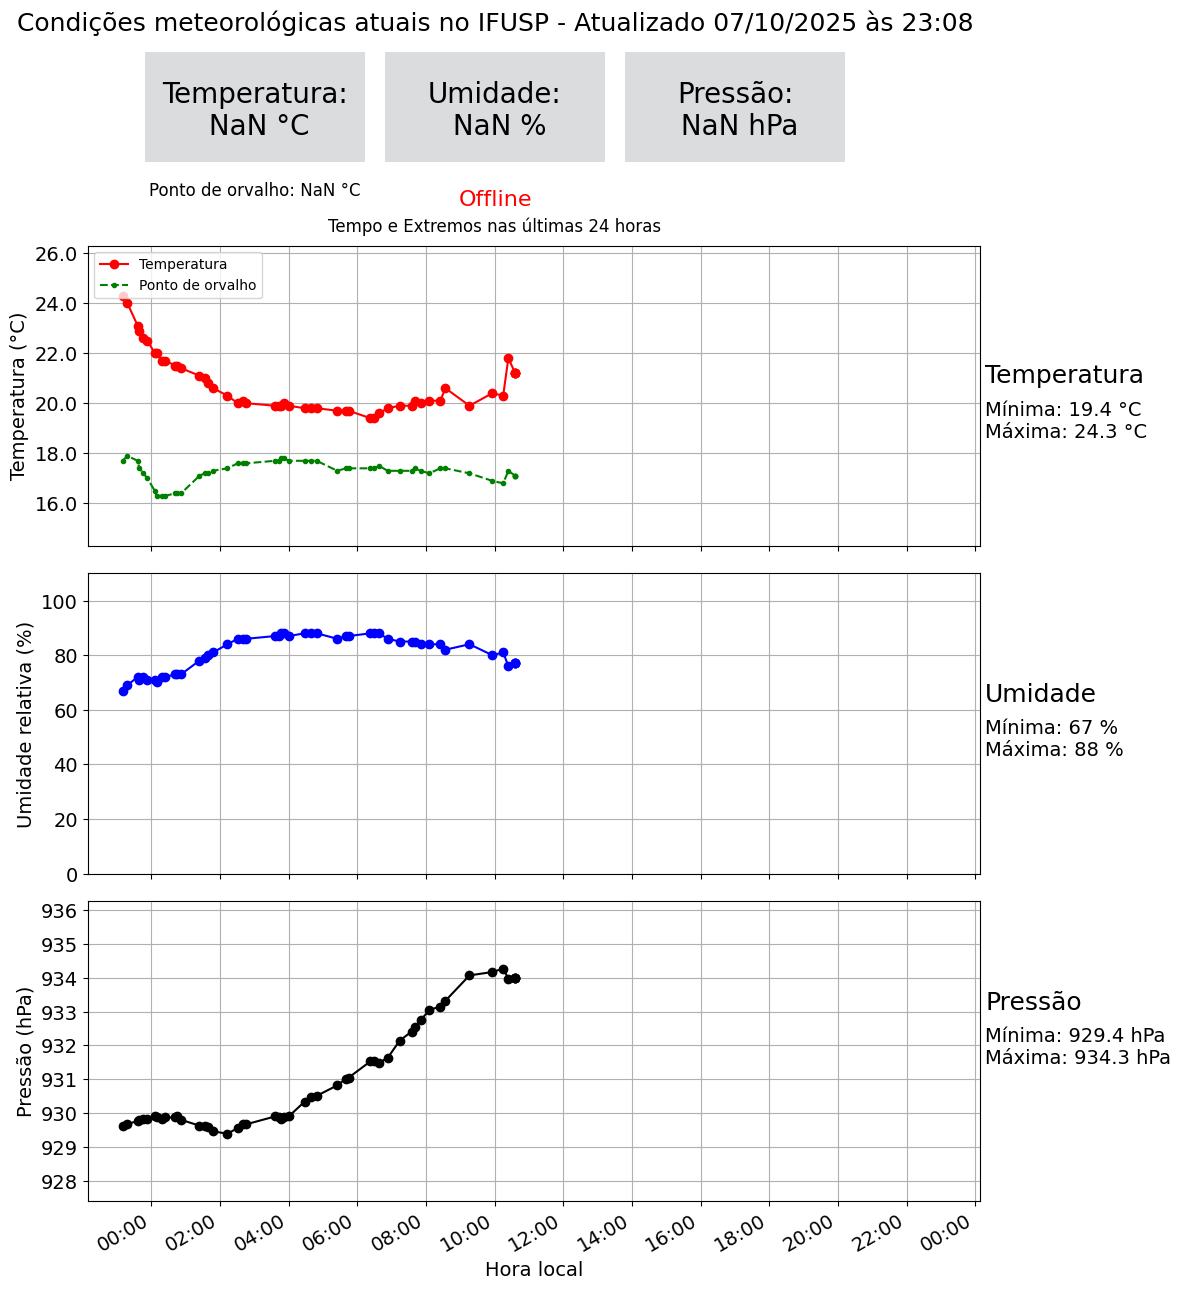 Condições meteorológicas atuais no IFUSP - Atualizado 07/10/2025 às 23:08
Temperatura:
NaN °C
Umidade:
NaN %
Pressão:
NaN hPa
Ponto de orvalho: NaN °C
Offline
Tempo e Extremos nas últimas 24 horas
Temperatura (°C)
26.0
24.0
22.0
20.0
18.0
16.0
Temperatura
Ponto de orvalho
Temperatura
Mínima: 19.4 °C
Máxima: 24.3 °C
Umidade relativa (%)
100
80
60
40
20
0
Umidade
Mínima: 67 %
Máxima: 88 %
Pressão (hPa)
936
935
934
933
932
931
930
929
928
Pressão
Mínima: 929.4 hPa
Máxima: 934.3 hPa
00:00 02:00 04:00 06:00 08:00 10:00 12:00 14:00 16:00 18:00 20:00 22:00 00:00
Hora local